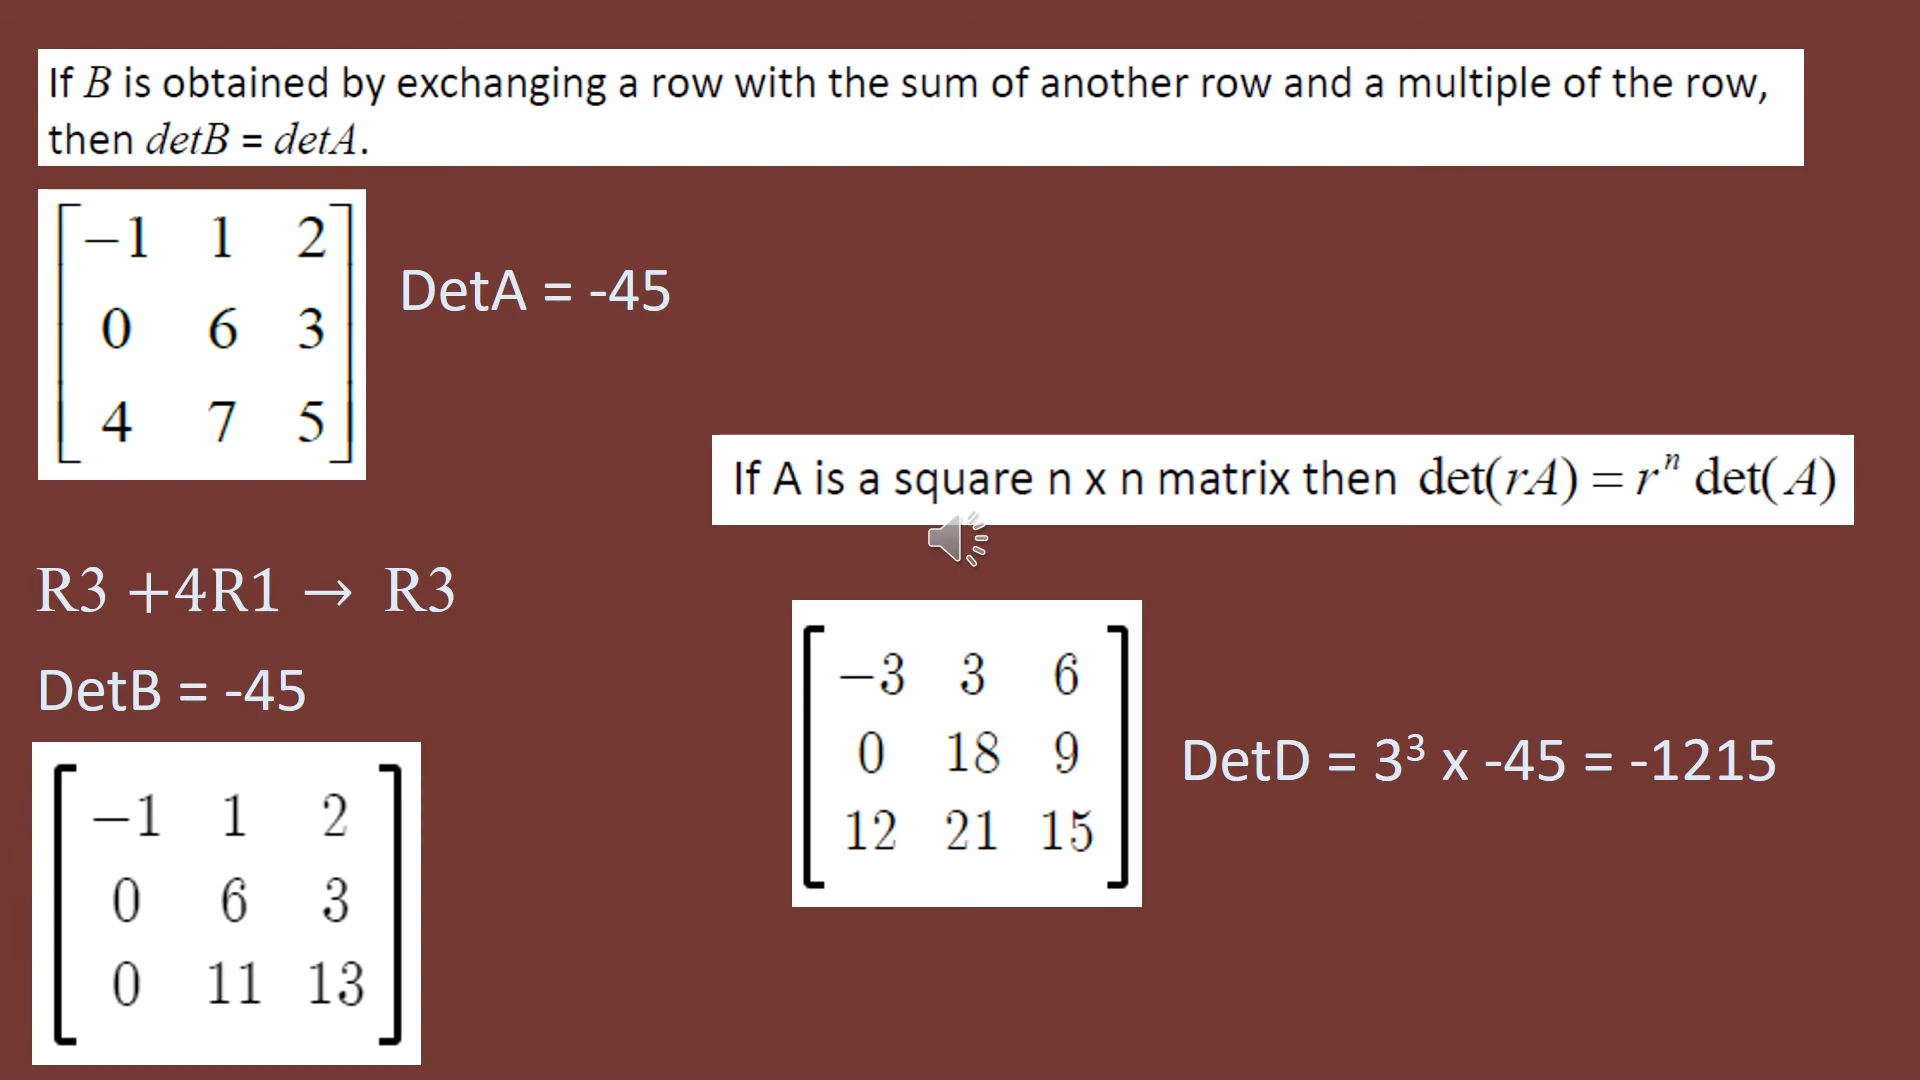 If B is obtained by exchanging a row with the sum of another row and a multiple of the row,
then detB = detA.
−1 1 2
0 6 3
4 7 5
DetA = -45
R3 +4R1 → R3
DetB = -45
−1 1 2
0 6 3
0 11 13
If A is a square n x n matrix then det(rA) = rⁿ det(A)
−3 3 6
0 18 9
12 21 15
DetD = 3³ x -45 = -1215